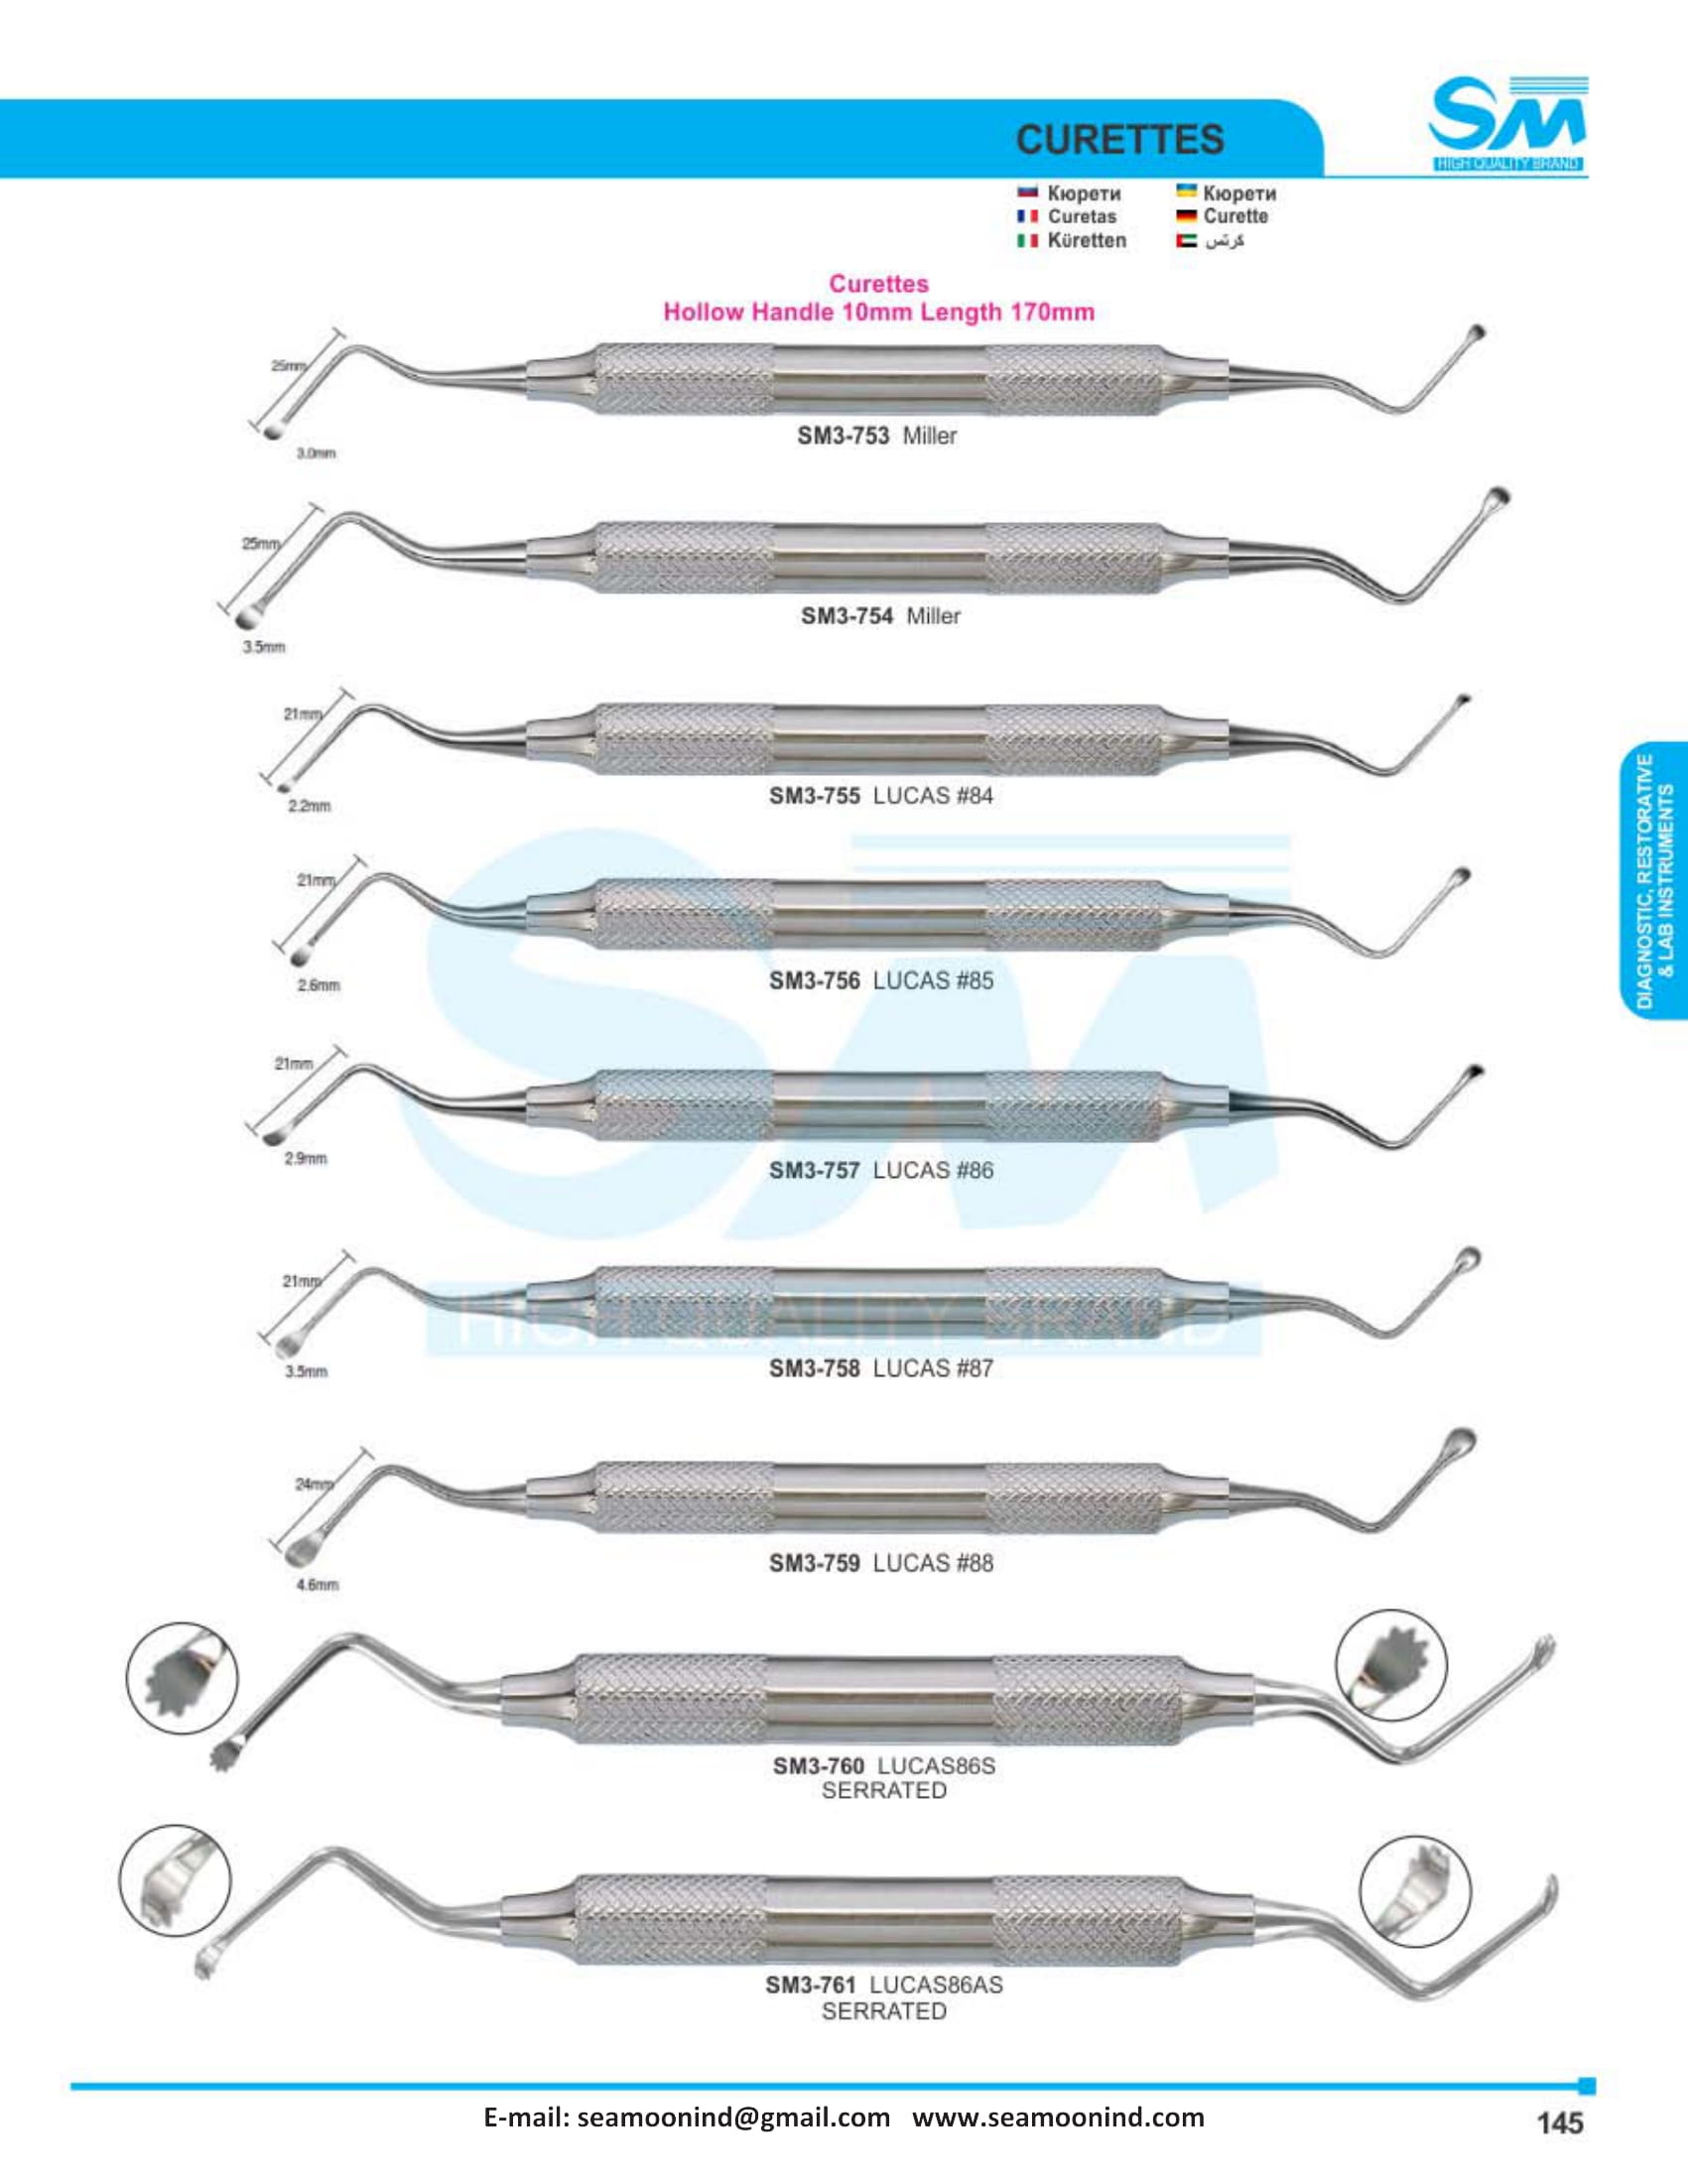 CURETTES
SM
HIGH QUALITY BRAND
Кюрети
Кюрети
Curetas
Curette
Küretten
كرتس
Curettes
Hollow Handle 10mm Length 170mm
25mm
3.0mm
SM3-753 Miller
25mm
3.5mm
SM3-754 Miller
21mm
2.2mm
SM3-755 LUCAS #84
21mm
2.6mm
SM3-756 LUCAS #85
21mm
2.9mm
SM3-757 LUCAS #86
21mm
3.5mm
SM3-758 LUCAS #87
24mm
4.6mm
SM3-759 LUCAS #88
SM3-760 LUCAS86S
SERRATED
SM3-761 LUCAS86AS
SERRATED
DIAGNOSTIC, RESTORATIVE
& LAB INSTRUMENTS
SM
HIGH QUALITY BRAND
E-mail: seamoonind@gmail.com www.seamoonind.com
145